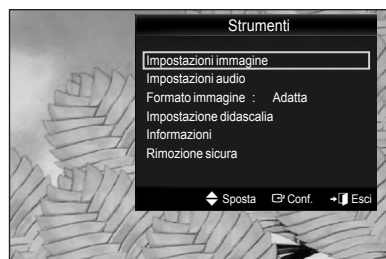 Strumenti
Impostazioni immagine
Impostazioni audio
Formato immagine : Adatta
Impostazione didascalia
Informazioni
Rimozione sicura
Sposta Conf. Esci